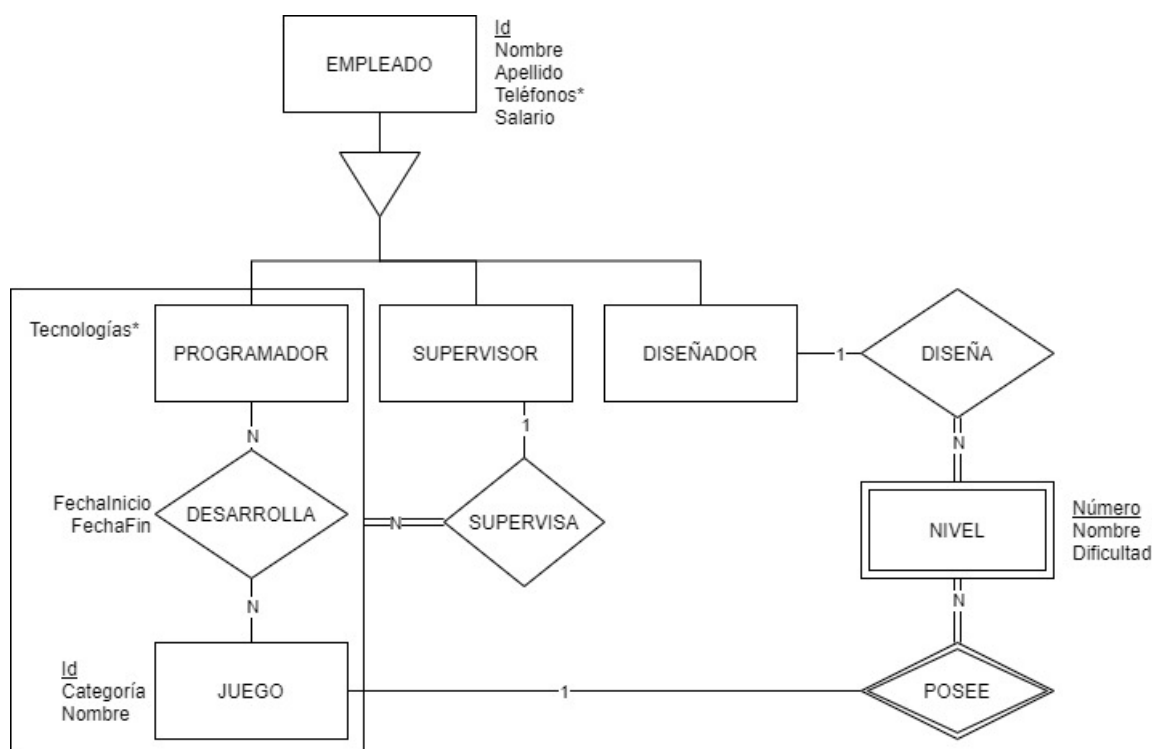 EMPLEADO
Id
Nombre
Apellido
Teléfonos*
Salario
Tecnologías*
PROGRAMADOR
SUPERVISOR
DISEÑADOR
1
DISEÑA
N
1
N
FechaInicio
FechaFin
DESARROLLA
N
SUPERVISA
NIVEL
Número
Nombre
Dificultad
N
N
Id
Categoría
Nombre
JUEGO
1
POSEE